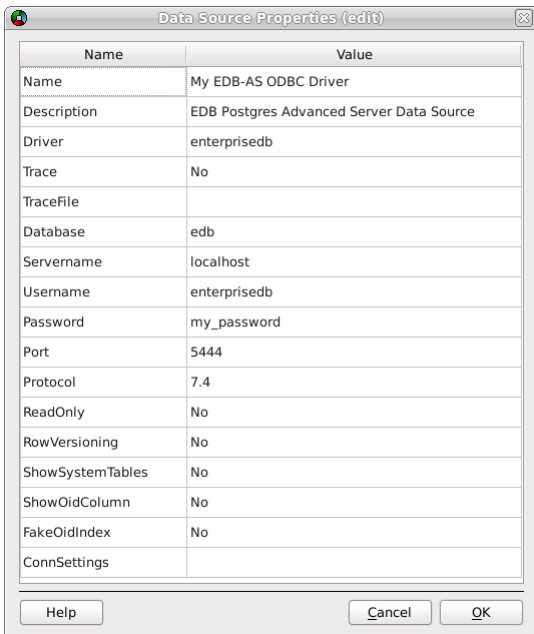 Data Source Properties (edit)
Name Value
Name My EDB-AS ODBC Driver
Description EDB Postgres Advanced Server Data Source
Driver enterprisedb
Trace No
TraceFile
Database edb
Servername localhost
Username enterprisedb
Password my_password
Port 5444
Protocol 7.4
ReadOnly No
RowVersioning No
ShowSystemTables No
ShowOidColumn No
FakeOidIndex No
ConnSettings
Help Cancel OK